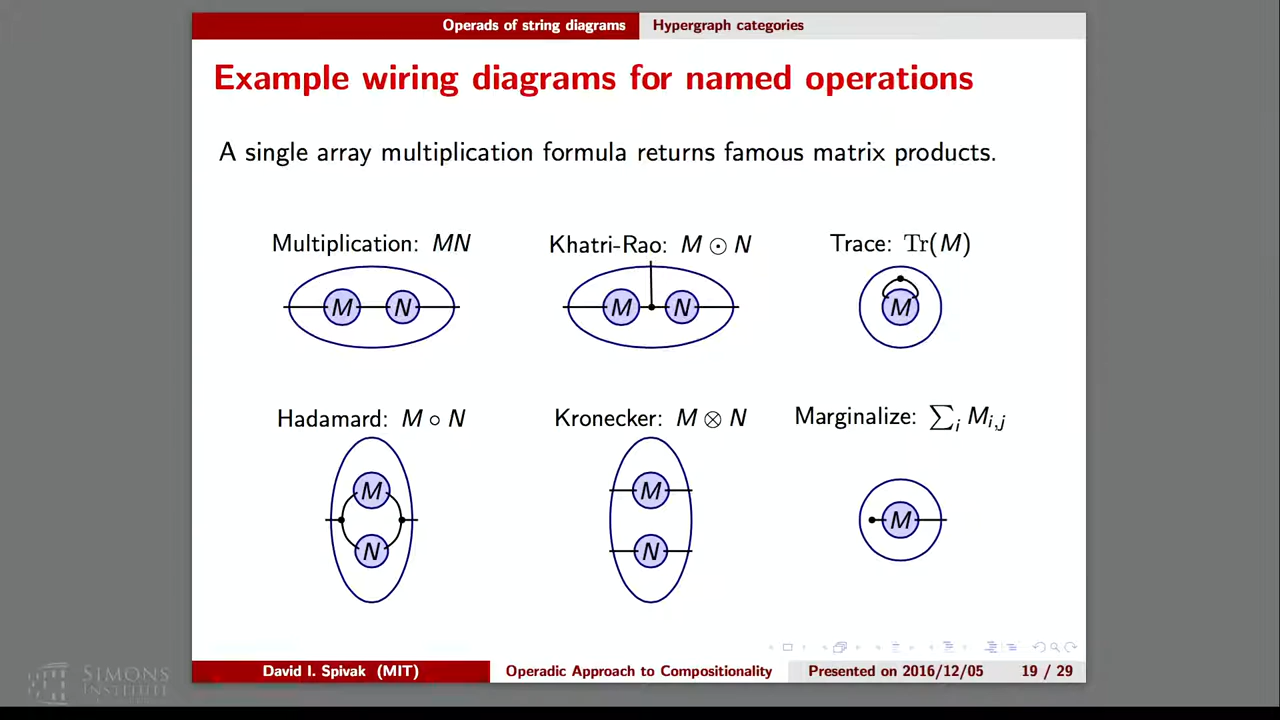 Operads of string diagrams Hypergraph categories
Example wiring diagrams for named operations
A single array multiplication formula returns famous matrix products.
Multiplication: MN
M N
Khatri-Rao: M ⊙ N
M N
Trace: Tr(M)
M
Hadamard: M ∘ N
M
N
Kronecker: M ⊗ N
M
N
Marginalize: ∑_i M_{i,j}
M
David I. Spivak (MIT) Operadic Approach to Compositionality Presented on 2016/12/05 19 / 29
SIMONS
INSTITUTE